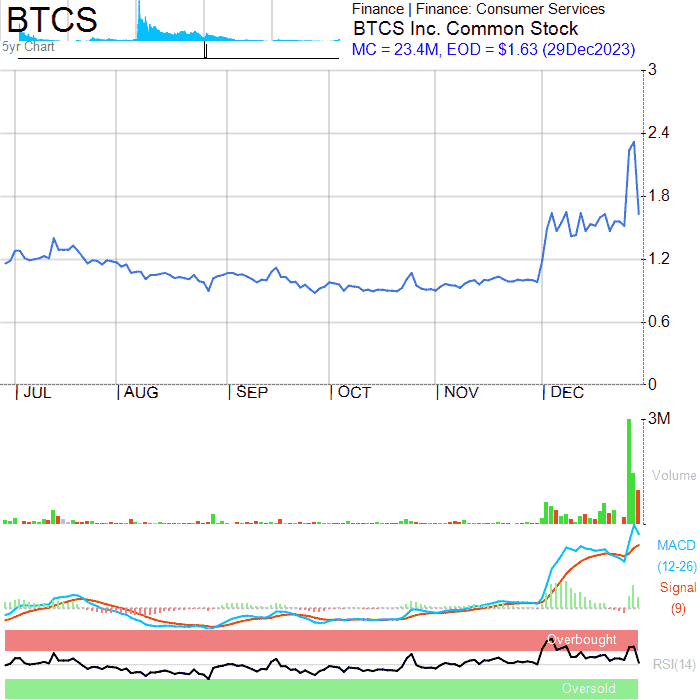 BTCS
5yr Chart
Finance | Finance: Consumer Services
BTCS Inc. Common Stock
MC = 23.4M, EOD = $1.63 (29Dec2023)
3
2.4
1.8
1.2
0.6
0
| JUL | AUG | SEP | OCT | NOV | DEC
3M
Volume
MACD
(12-26)
Signal
(9)
Overbought
RSI(14)
Oversold